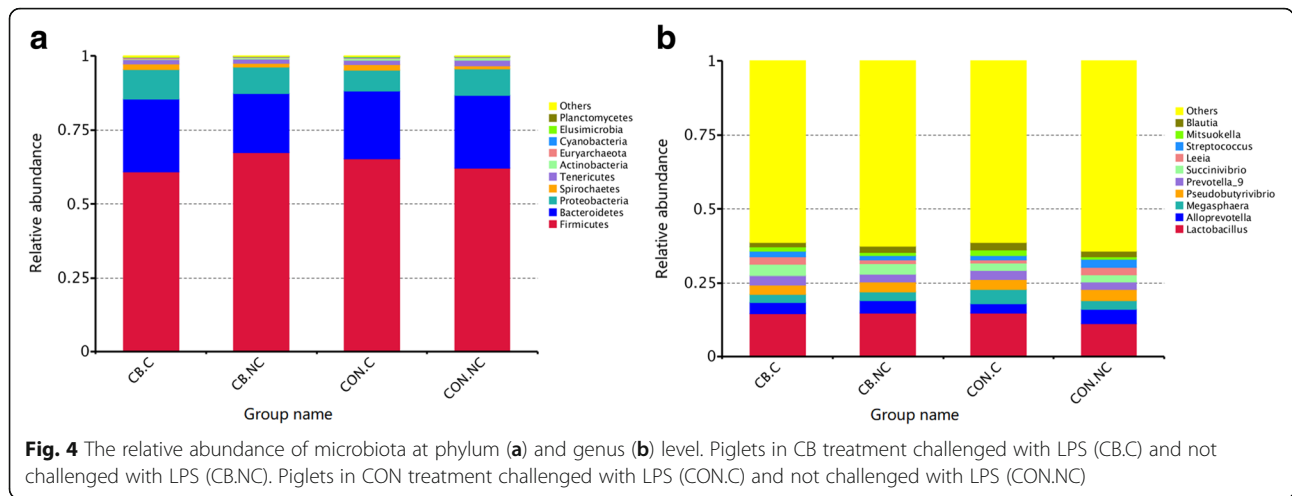 a
Relative abundance
1
0.75
0.5
0.25
0
CB.C
CB.NC
CON.C
CON.NC
Group name
Others
Planctomycetes
Elusimicrobia
Cyanobacteria
Euryarchaeota
Actinobacteria
Tenericutes
Spirochaetes
Proteobacteria
Bacteroidetes
Firmicutes
b
Relative abundance
1
0.75
0.5
0.25
0
CB.C
CB.NC
CON.C
CON.NC
Group name
Others
Blautia
Mitsuokella
Streptococcus
Leeia
Succinivibrio
Prevotella_9
Pseudobutyrivibrio
Megasphaera
Alloprevotella
Lactobacillus
Fig. 4 The relative abundance of microbiota at phylum (a) and genus (b) level. Piglets in CB treatment challenged with LPS (CB.C) and not
challenged with LPS (CB.NC). Piglets in CON treatment challenged with LPS (CON.C) and not challenged with LPS (CON.NC)